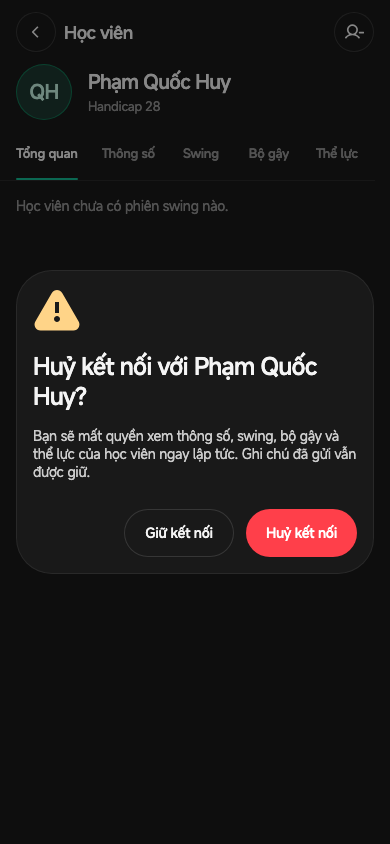 Học viên
QH
Phạm Quốc Huy
Handicap 28
Tổng quan Thông số Swing Bộ gậy Thể lực
Học viên chưa có phiên swing nào.
Huỷ kết nối với Phạm Quốc
Huy?
Bạn sẽ mất quyền xem thông số, swing, bộ gậy và
thể lực của học viên ngay lập tức. Ghi chú đã gửi vẫn
được giữ.
Giữ kết nối Huỷ kết nối